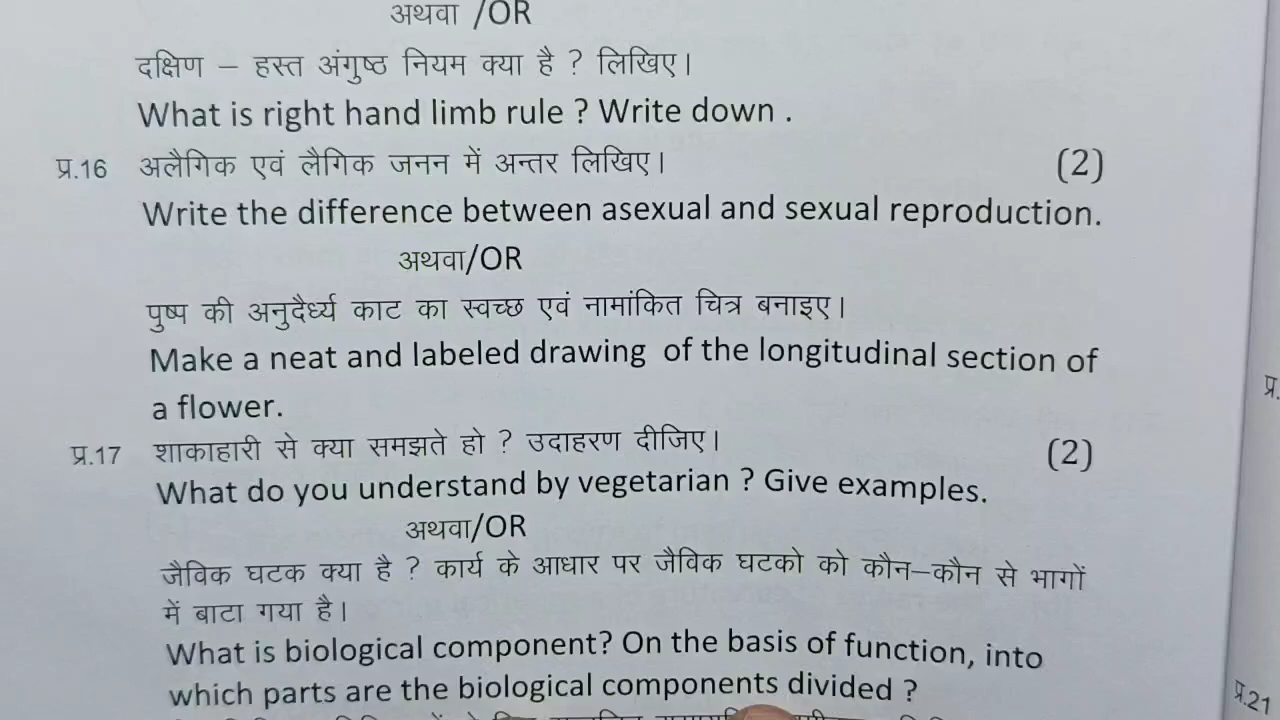 अथवा /OR
दक्षिण – हस्त अंगुष्ठ नियम क्या है ? लिखिए।
What is right hand limb rule ? Write down .
प्र.16 अलैगिक एवं लैगिक जनन में अन्तर लिखिए। (2)
Write the difference between asexual and sexual reproduction.
अथवा/OR
पुष्प की अनुदैर्ध्य काट का स्वच्छ एवं नामांकित चित्र बनाइए।
Make a neat and labeled drawing of the longitudinal section of
a flower.
प्र.17 शाकाहारी से क्या समझते हो ? उदाहरण दीजिए। (2)
What do you understand by vegetarian ? Give examples.
अथवा/OR
जैविक घटक क्या है ? कार्य के आधार पर जैविक घटको को कौन–कौन से भागों
में बाटा गया है।
What is biological component? On the basis of function, into
which parts are the biological components divided ?
प्र.
प्र.21